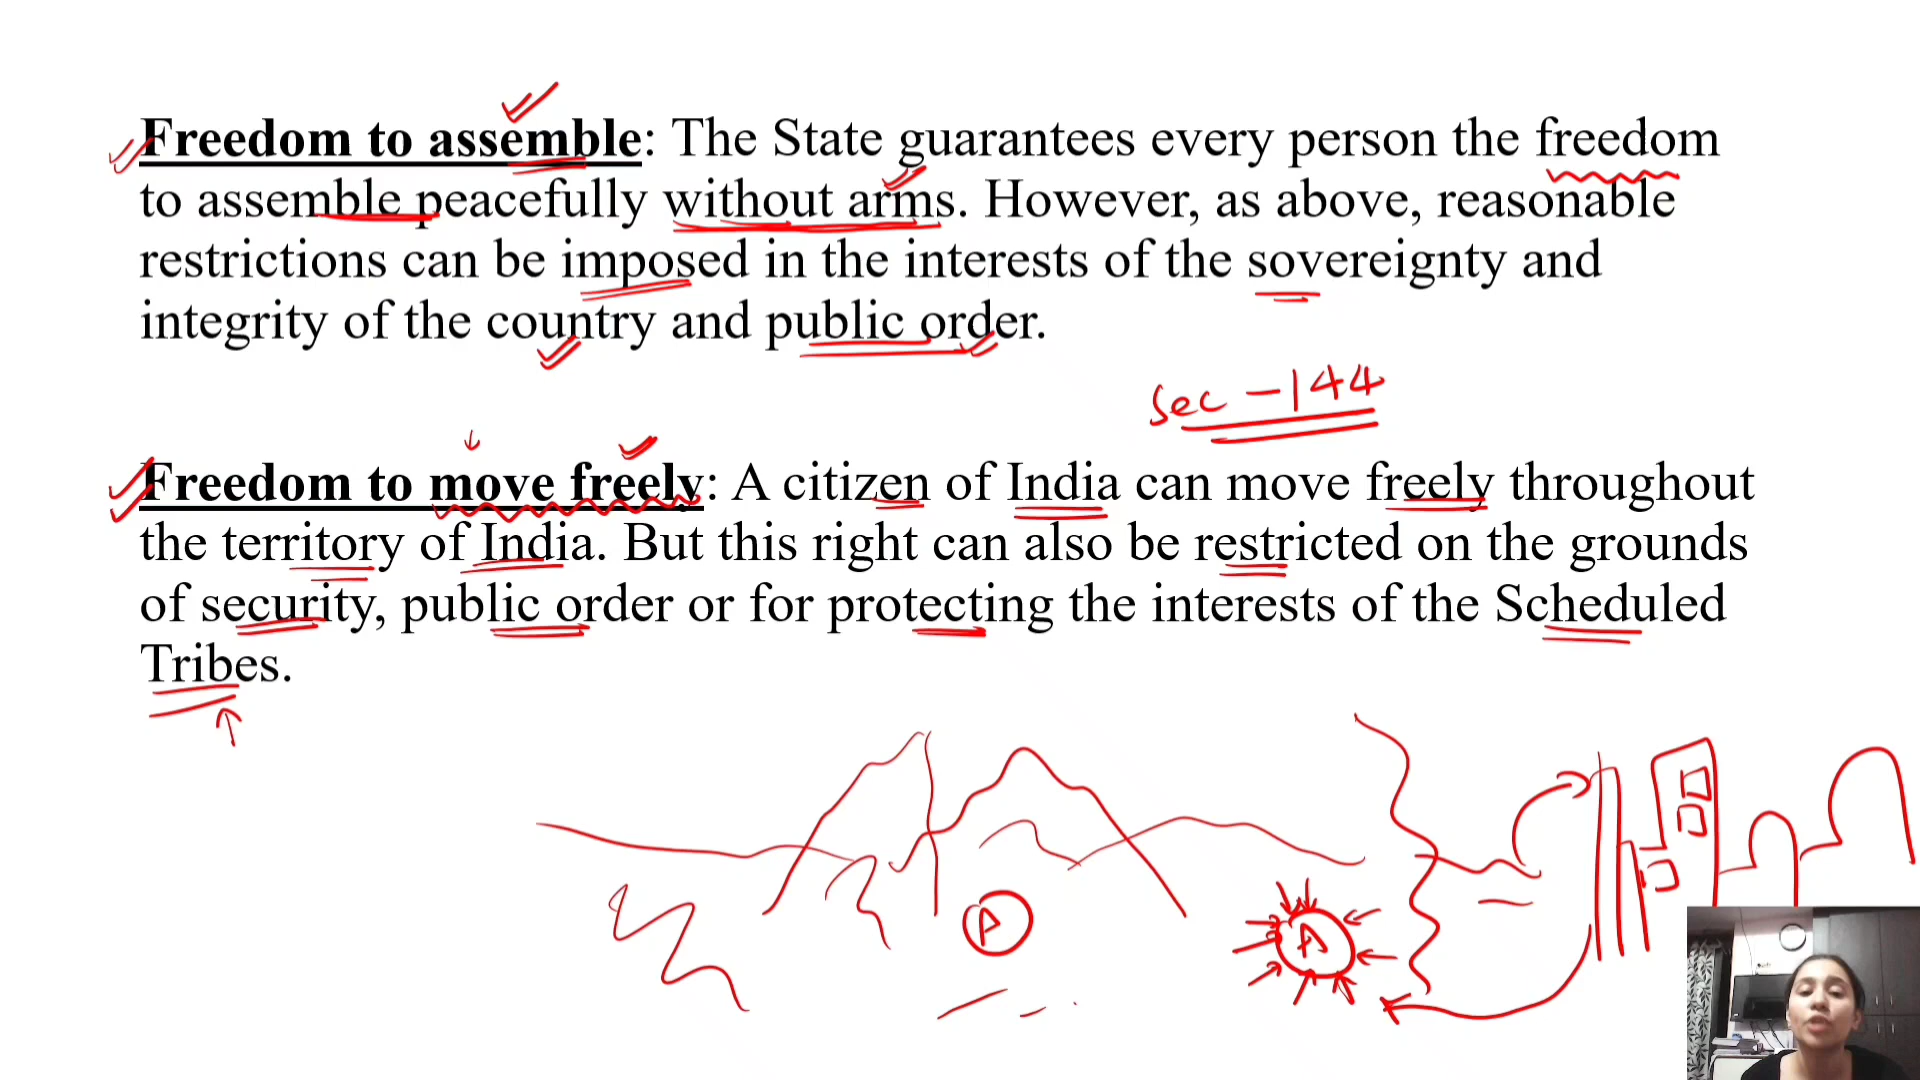 Freedom to assemble: The State guarantees every person the freedom
to assemble peacefully without arms. However, as above, reasonable
restrictions can be imposed in the interests of the sovereignty and
integrity of the country and public order.
Sec - 144
Freedom to move freely: A citizen of India can move freely throughout
the territory of India. But this right can also be restricted on the grounds
of security, public order or for protecting the interests of the Scheduled
Tribes.
A
A